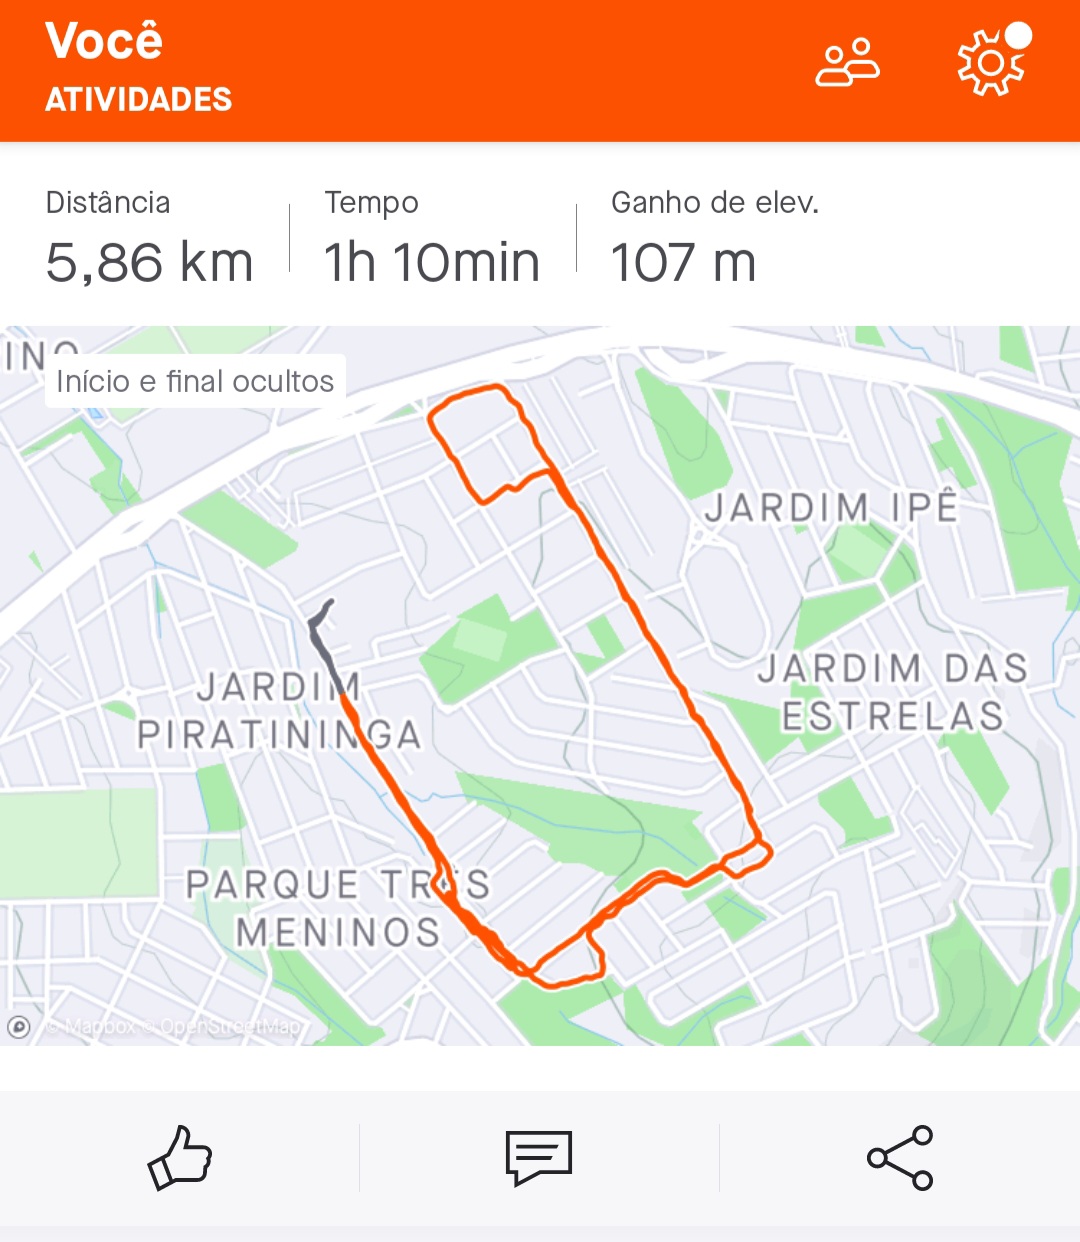 Você
ATIVIDADES
Distância
Tempo
Ganho de elev.
5,86 km
1h 10min
107 m
Início e final ocultos
JARDIM IPÊ
JARDIM DAS
ESTRELAS
JARDIM
PIRATININGA
PARQUE TRÊS
MENINOS
© Mapbox © OpenStreetMap